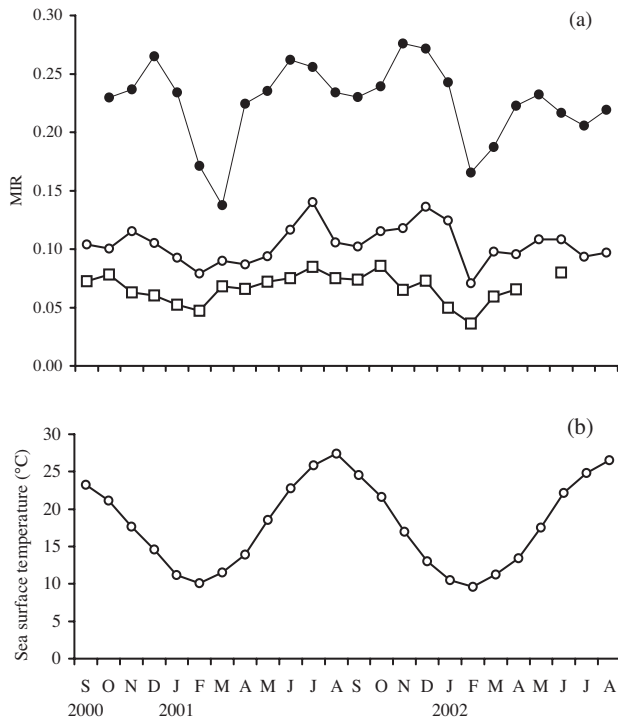 (a)
0.30
0.25
0.20
0.15
0.10
0.05
0.00
MIR
(b)
30
25
20
15
10
5
0
Sea surface temperature (°C)
S O N D J F M A M J J A S O N D J F M A M J J A
2000 2001 2002